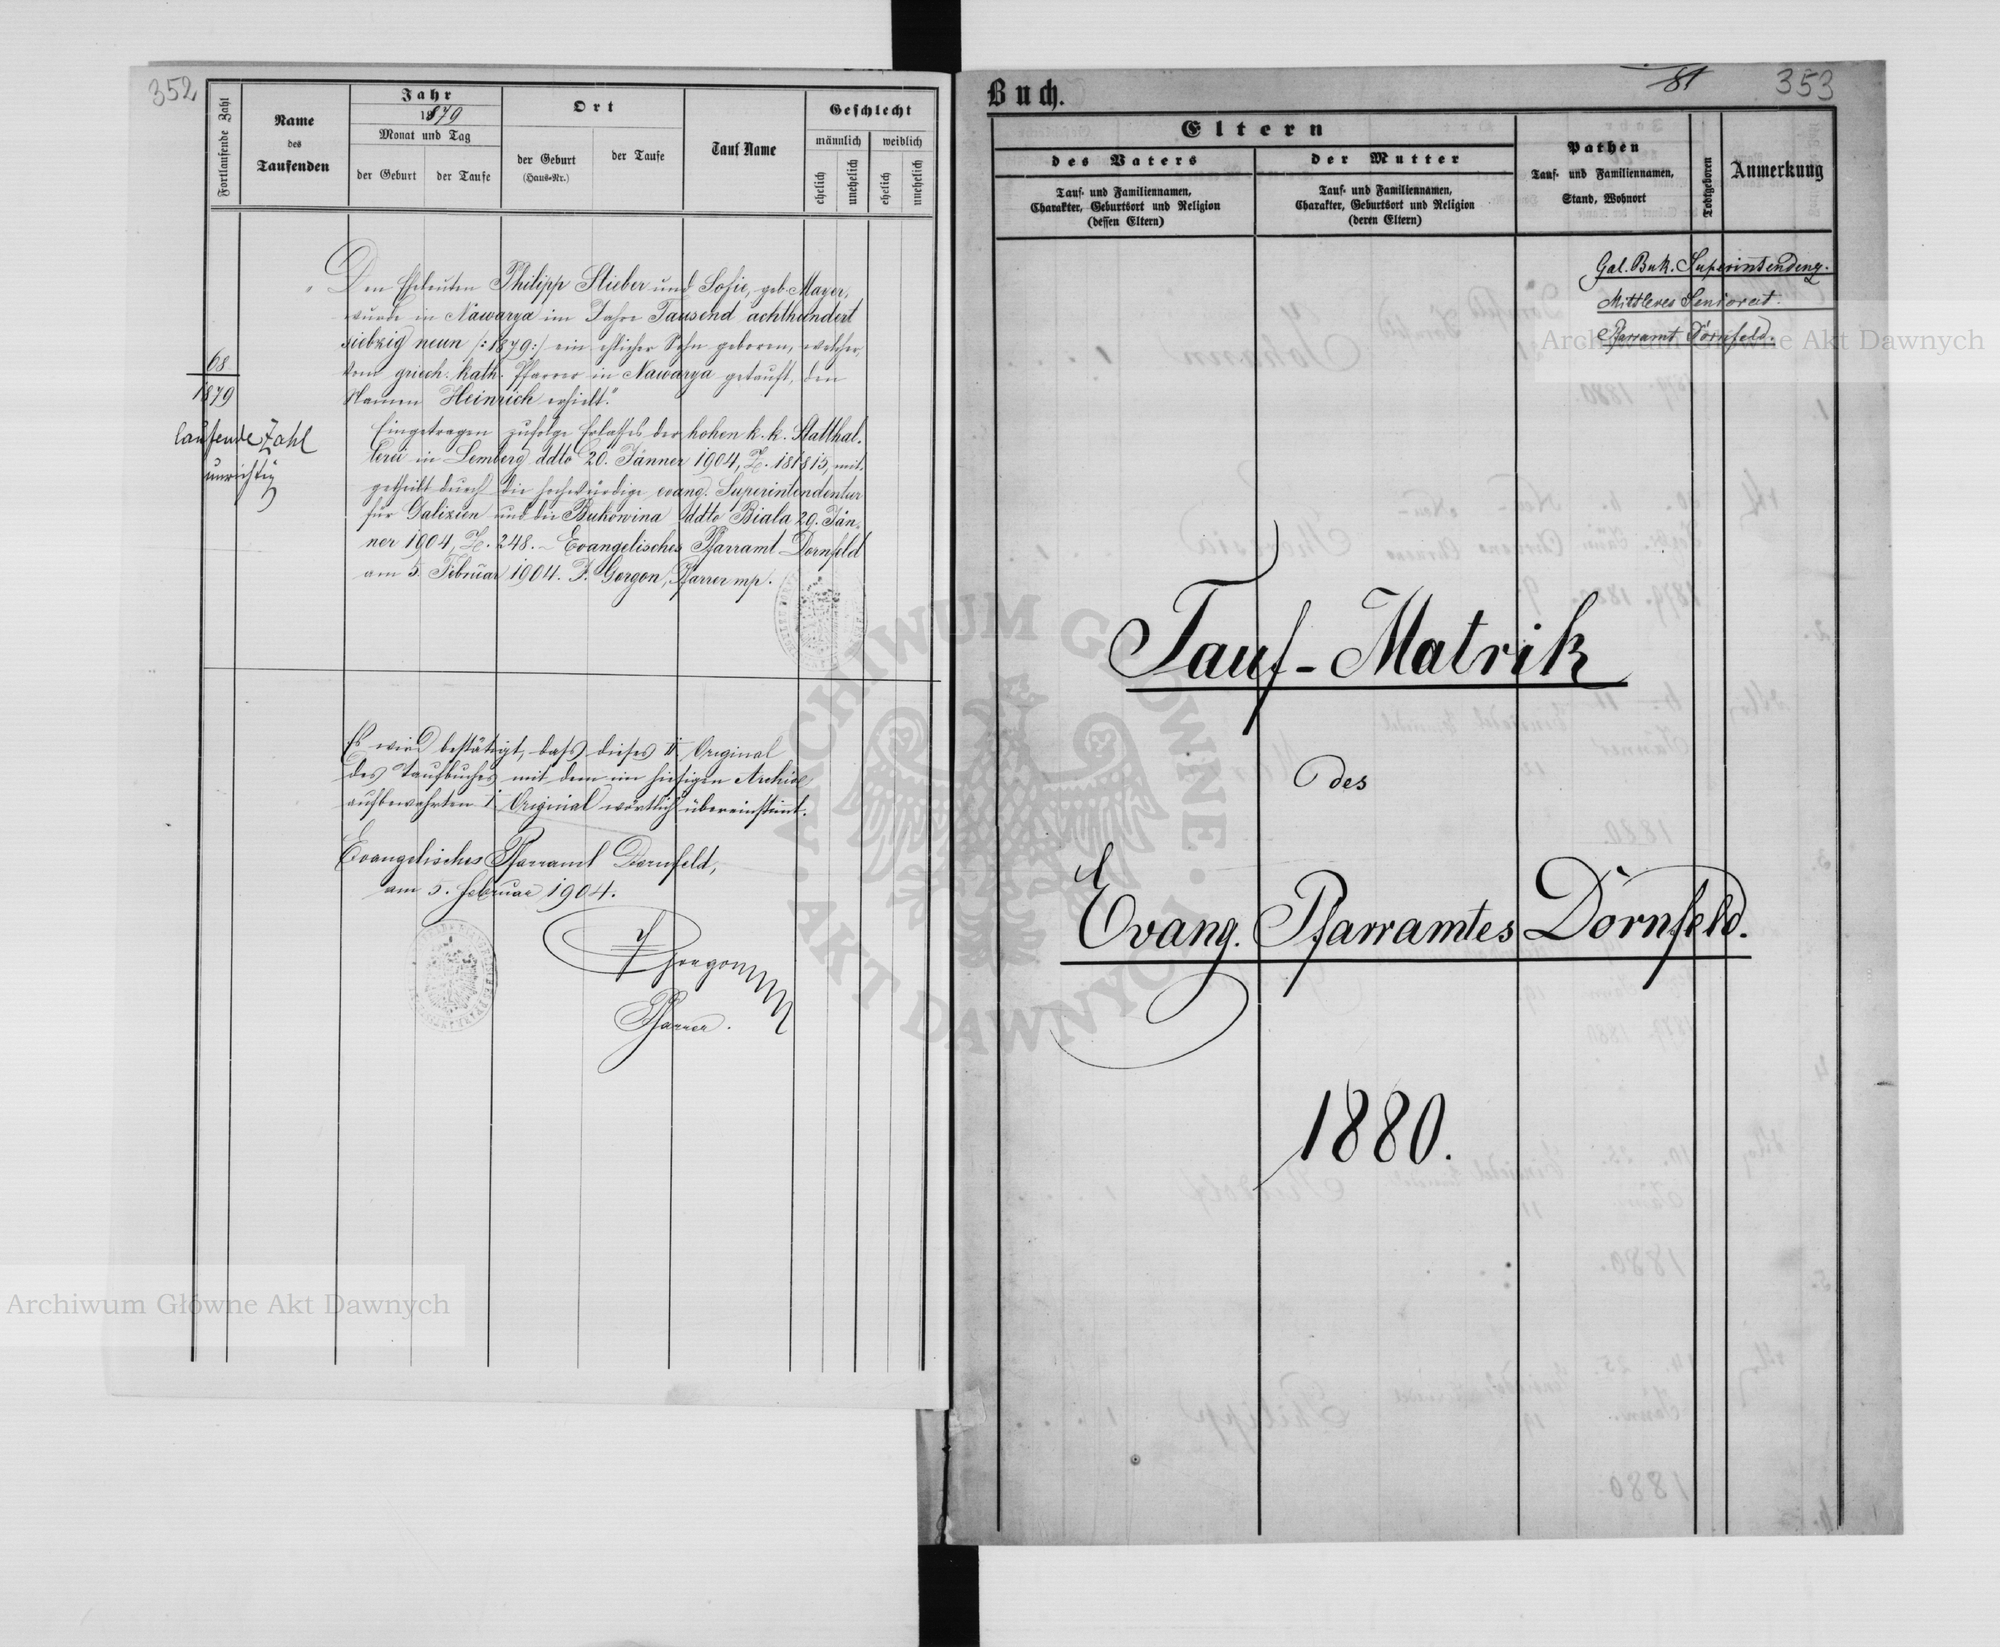 352
Fortlaufende Zahl
Name
des
Taufenden
Jahr
1879
Monat und Tag
der Geburt
der Taufe
Ort
der Geburt
(Haus-Nr.)
der Taufe
Tauf Name
Geschlecht
männlich
weiblich
ehelich
unehelich
ehelich
unehelich
68
1879
laufende Zahl
unrichtig
„Den Eheleuten Philipp Stieber und Sofie, geb. Mayer,
wurde in Nawarya im Jahre Tausend achthundert
siebzig neun /:1879:/ ein ehlicher Sohn geboren, welcher,
vom griech. kath. Pfarrer in Nawarya getauft, den
Namen Heinrich erhielt.“
Eingetragen zufolge Erlasses der hohen k. k. Statthal-
terei in Lemberg ddto 20. Jänner 1904, Z. 181815, mit-
getheilt durch die hochwürdige evang. Superintendentur
für Galizien und die Bukowina ddto Biala 29. Jän-
ner 1904, Z. 248. – Evangelisches Pfarramt Dornfeld
am 5. Februar 1904. P. Gorgon, Pfarrer mp.
Es wird bestätigt, dass dieses II. Original
des Taufbuches mit dem im hiesigen Archive
aufbewahrten I. Original wörtlich übereinstimmt.
Evangelisches Pfarramt Dornfeld,
am 5. Februar 1904.
Gorgon
Pfarrer.
Buch.
81
353
Eltern
des Vaters
der Mutter
Tauf- und Familiennamen,
Charakter, Geburtsort und Religion
(dessen Eltern)
Tauf- und Familiennamen,
Charakter, Geburtsort und Religion
(deren Eltern)
Pathen
Tauf- und Familiennamen,
Stand, Wohnort
Todtgeboren
Anmerkung
Gal. Buk. Superintendenz.
Mittleres Seniorat.
Pfarramt Dornfeld.
Tauf-Matrik
des
Evang. Pfarramtes Dornfeld.
1880.
Archiwum Główne Akt Dawnych
Archiwum Główne Akt Dawnych
ARCHIWUM GŁÓWNE AKT DAWNYCH